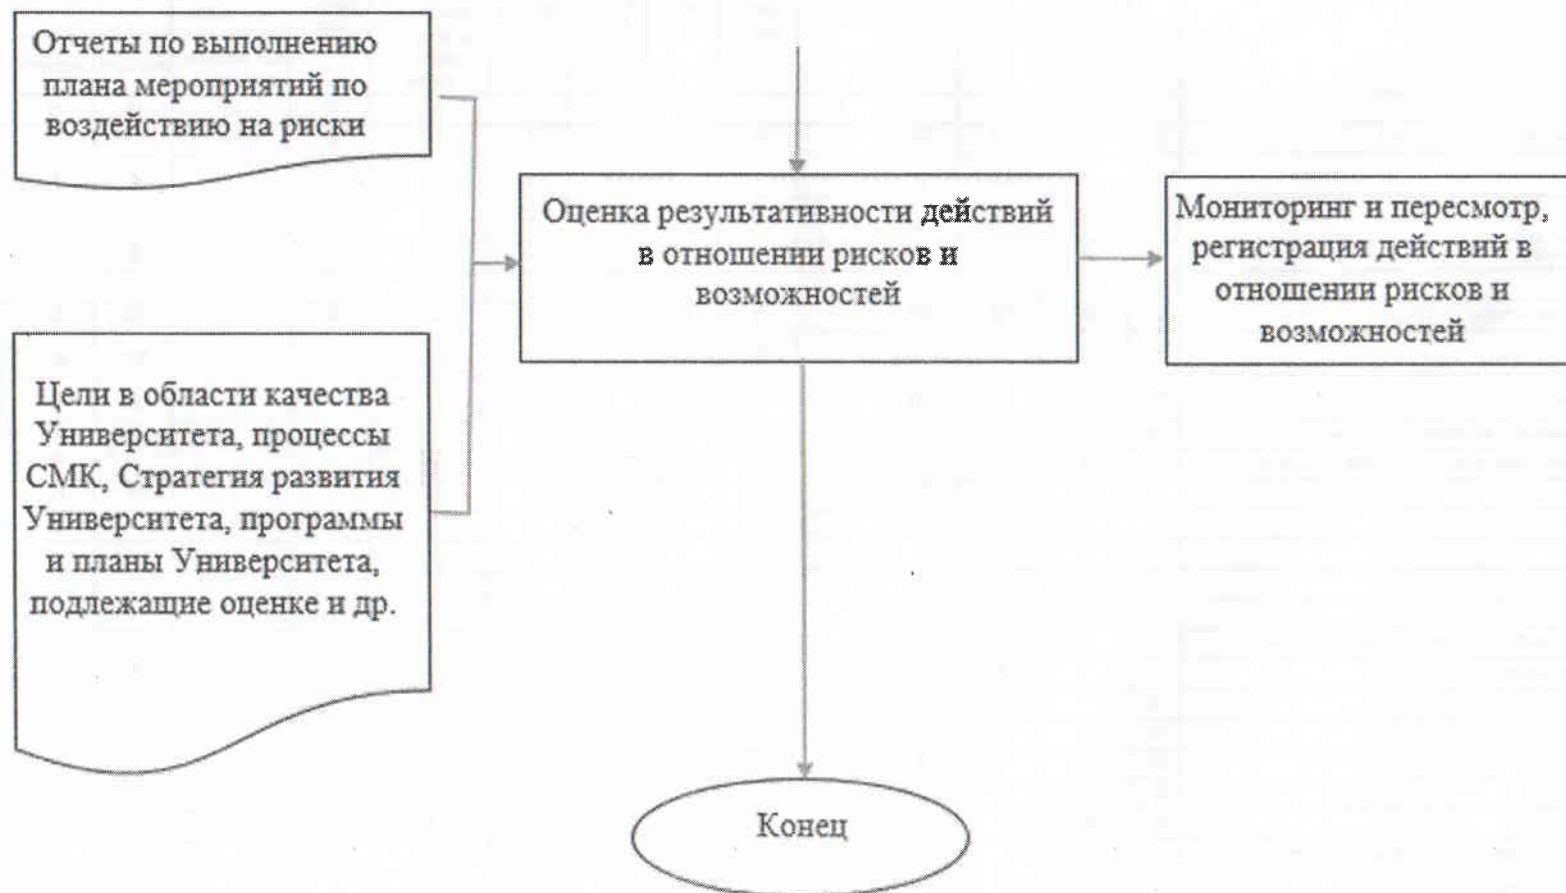 Отчеты по выполнению
плана мероприятий по
воздействию на риски
Оценка результативности действий
в отношении рисков и
возможностей
Мониторинг и пересмотр,
регистрация действий в
отношении рисков и
возможностей
Цели в области качества
Университета, процессы
СМК, Стратегия развития
Университета, программы
и планы Университета,
подлежащие оценке и др.
Конец